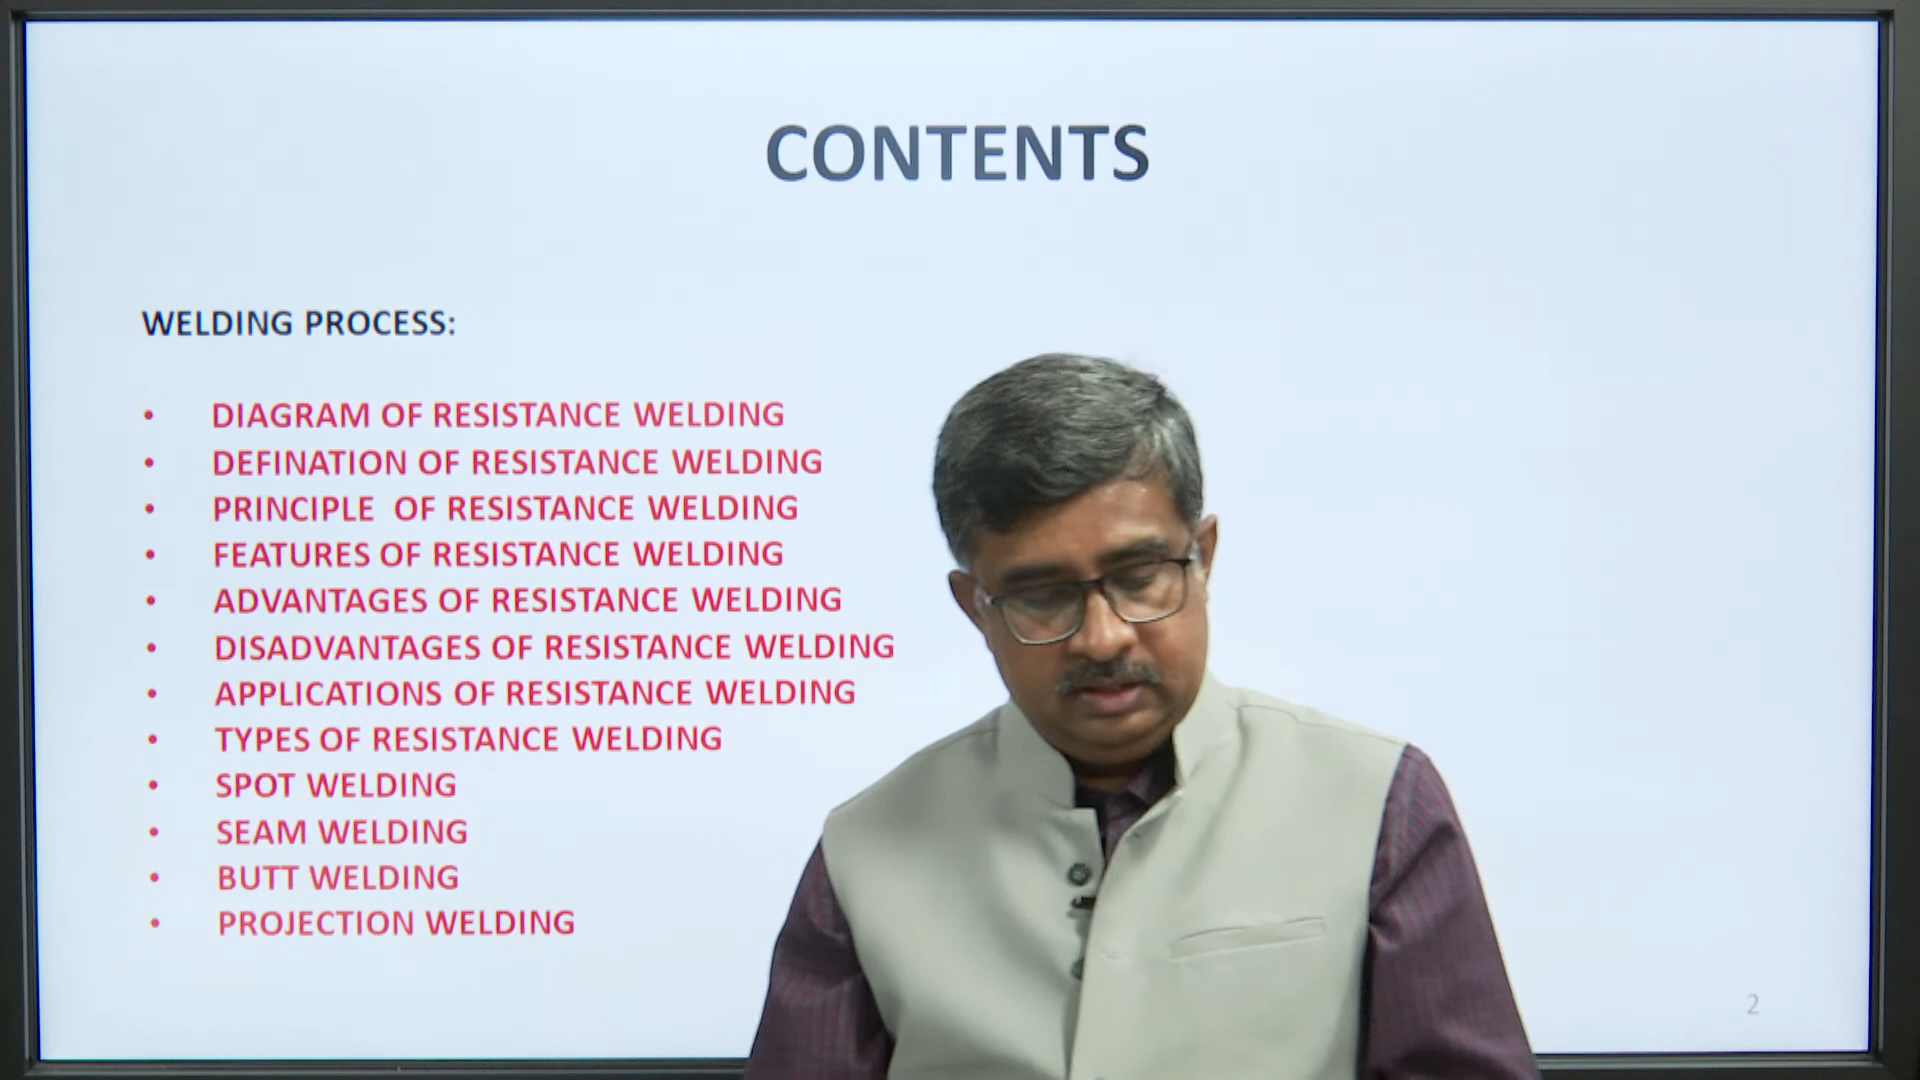 CONTENTS
WELDING PROCESS:
• DIAGRAM OF RESISTANCE WELDING
• DEFINATION OF RESISTANCE WELDING
• PRINCIPLE OF RESISTANCE WELDING
• FEATURES OF RESISTANCE WELDING
• ADVANTAGES OF RESISTANCE WELDING
• DISADVANTAGES OF RESISTANCE WELDING
• APPLICATIONS OF RESISTANCE WELDING
• TYPES OF RESISTANCE WELDING
• SPOT WELDING
• SEAM WELDING
• BUTT WELDING
• PROJECTION WELDING
2